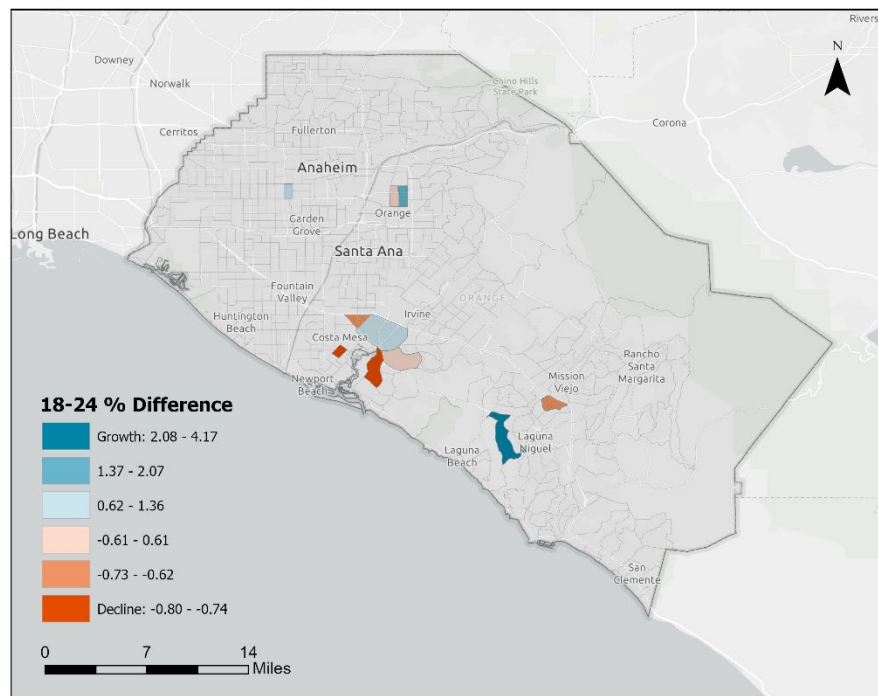 Rivers
Downey
Norwalk
Chino Hills
State Park
N
Corona
Cerritos
Fullerton
Anaheim
Long Beach
Orange
Garden
Grove
Santa Ana
Fountain
Valley
ORANGE
Huntington
Beach
Irvine
Costa Mesa
Newport
Beach
Mission
Viejo
Rancho
Santa
Margarita
Laguna
Beach
Laguna
Niguel
San
Clemente
18-24 % Difference
Growth: 2.08 - 4.17
1.37 - 2.07
0.62 - 1.36
-0.61 - 0.61
-0.73 - -0.62
Decline: -0.80 - -0.74
0 7 14
Miles